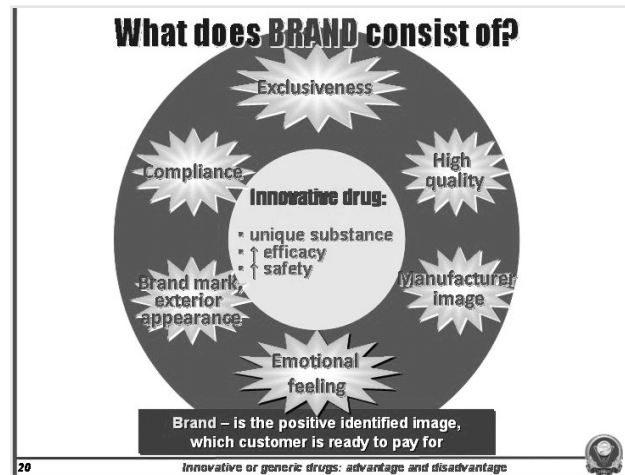 What does BRAND consist of?
Exclusiveness
Compliance
High
quality
Innovative drug:
▪ unique substance
▪ ↑ efficacy
▪ ↑ safety
Brand mark,
exterior
appearance
Manufacturer
image
Emotional
feeling
Brand – is the positive identified image,
which customer is ready to pay for
20
Innovative or generic drugs: advantage and disadvantage